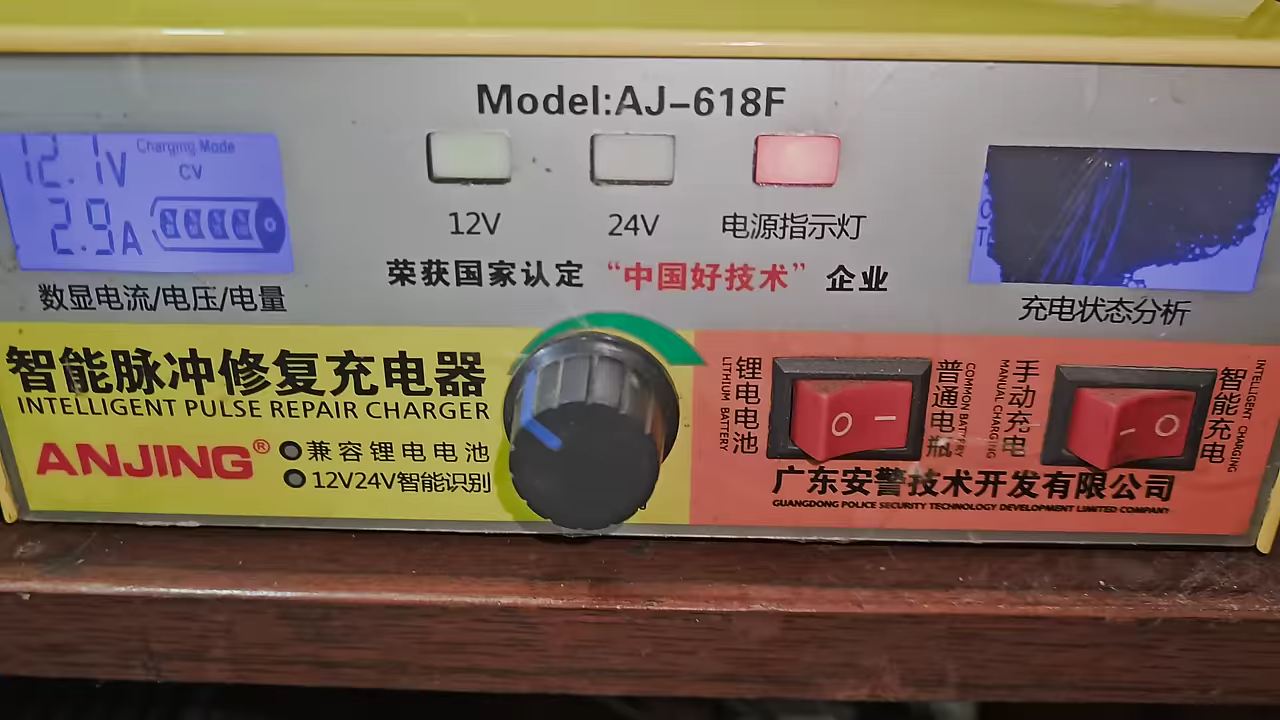 Model:AJ-618F
12.1V
Charging Mode
CV
2.9A
12V
24V
电源指示灯
数显电流/电压/电量
荣获国家认定“中国好技术”企业
充电状态分析
智能脉冲修复充电器
INTELLIGENT PULSE REPAIR CHARGER
ANJING®
兼容锂电电池
12V24V智能识别
锂电电池
LITHIUM BATTERY
普通电瓶
COMMON BATTERY
手动充电
MANUAL CHARGING
智能充电
INTELLIGENT CHARGING
广东安警技术开发有限公司
GUANGDONG POLICE SECURITY TECHNOLOGY DEVELOPMENT LIMITED COMPANY